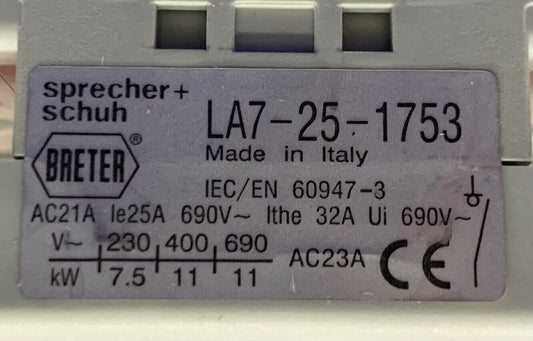 sprecher+
schuh
LA7-25-1753
BRETER®
Made in Italy
IEC/EN 60947-3
AC21A Ie25A 690V~ Ithe 32A Ui 690V~
V~ 230 400 690
kW 7.5 11 11
AC23A CE